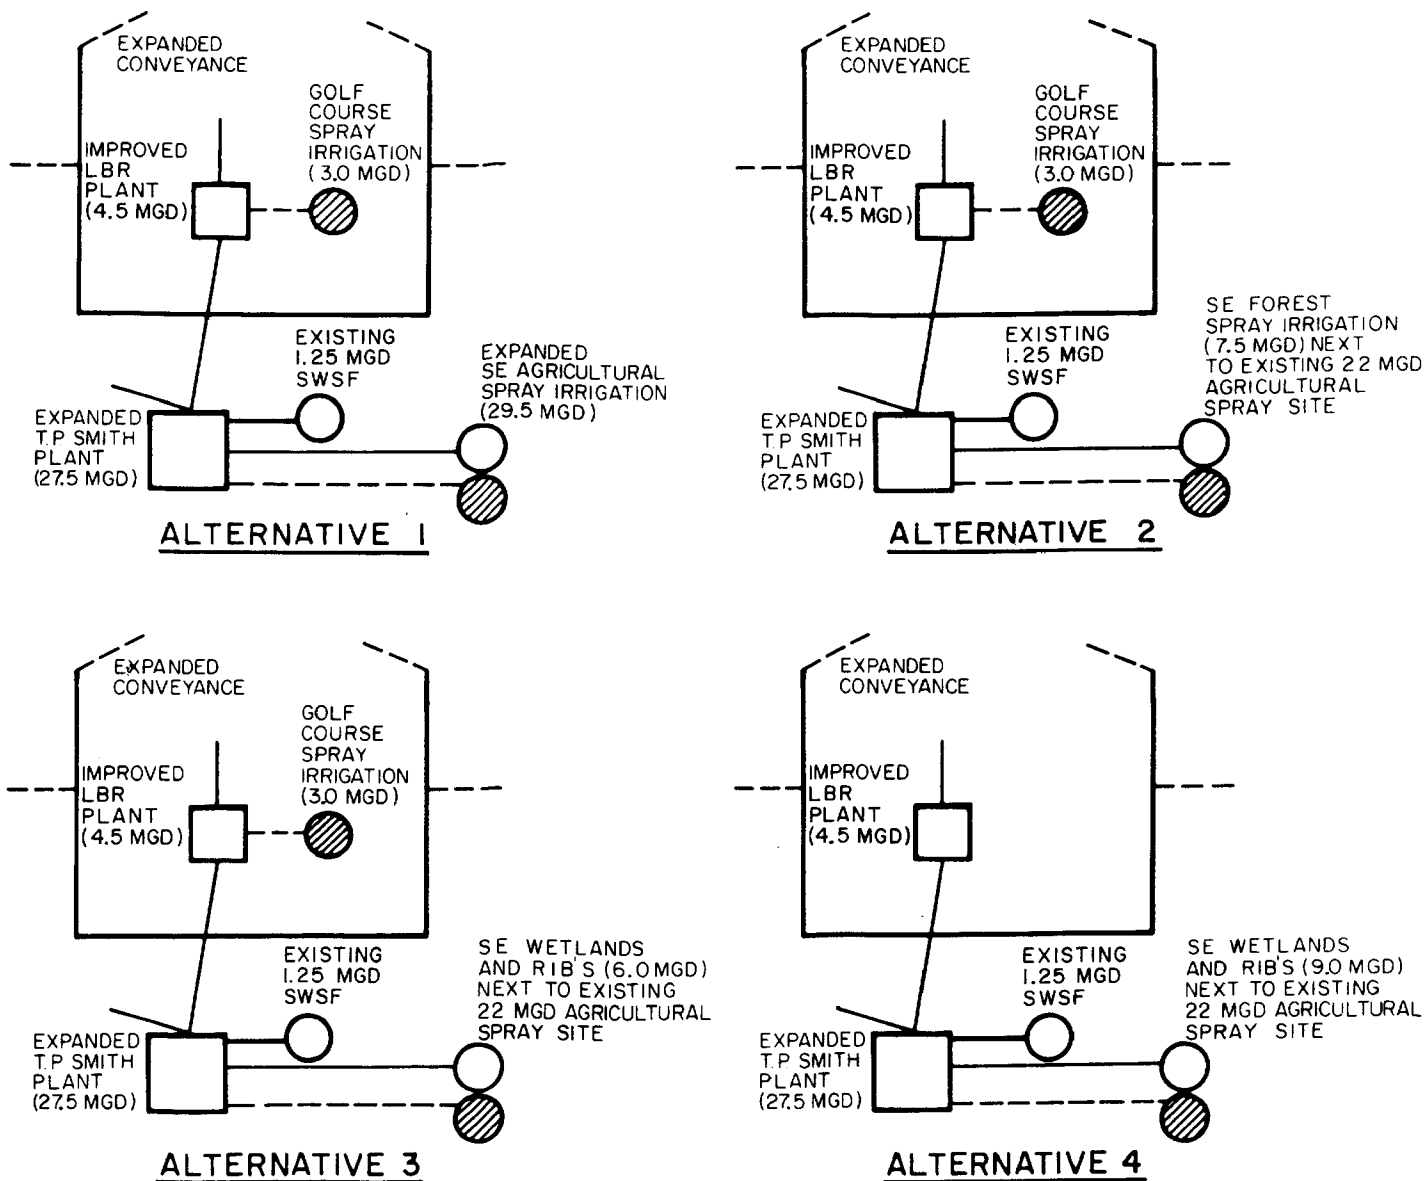 EXPANDED
CONVEYANCE
GOLF
COURSE
SPRAY
IRRIGATION
(3.0 MGD)
IMPROVED
LBR
PLANT
(4.5 MGD)
EXISTING
1.25 MGD
SWSF
EXPANDED
SE AGRICULTURAL
SPRAY IRRIGATION
(29.5 MGD)
EXPANDED
T.P SMITH
PLANT
(27.5 MGD)
ALTERNATIVE 1
EXPANDED
CONVEYANCE
GOLF
COURSE
SPRAY
IRRIGATION
(3.0 MGD)
IMPROVED
LBR
PLANT
(4.5 MGD)
EXISTING
1.25 MGD
SWSF
SE FOREST
SPRAY IRRIGATION
(7.5 MGD) NEXT
TO EXISTING 22 MGD
AGRICULTURAL
SPRAY SITE
EXPANDED
T.P SMITH
PLANT
(27.5 MGD)
ALTERNATIVE 2
EXPANDED
CONVEYANCE
GOLF
COURSE
SPRAY
IRRIGATION
(3.0 MGD)
IMPROVED
LBR
PLANT
(4.5 MGD)
EXISTING
1.25 MGD
SWSF
SE WETLANDS
AND RIB'S (6.0 MGD)
NEXT TO EXISTING
22 MGD AGRICULTURAL
SPRAY SITE
EXPANDED
T.P SMITH
PLANT
(27.5 MGD)
ALTERNATIVE 3
EXPANDED
CONVEYANCE
IMPROVED
LBR
PLANT
(4.5 MGD)
EXISTING
1.25 MGD
SWSF
SE WETLANDS
AND RIB'S (9.0 MGD)
NEXT TO EXISTING
22 MGD AGRICULTURAL
SPRAY SITE
EXPANDED
T.P SMITH
PLANT
(27.5 MGD)
ALTERNATIVE 4